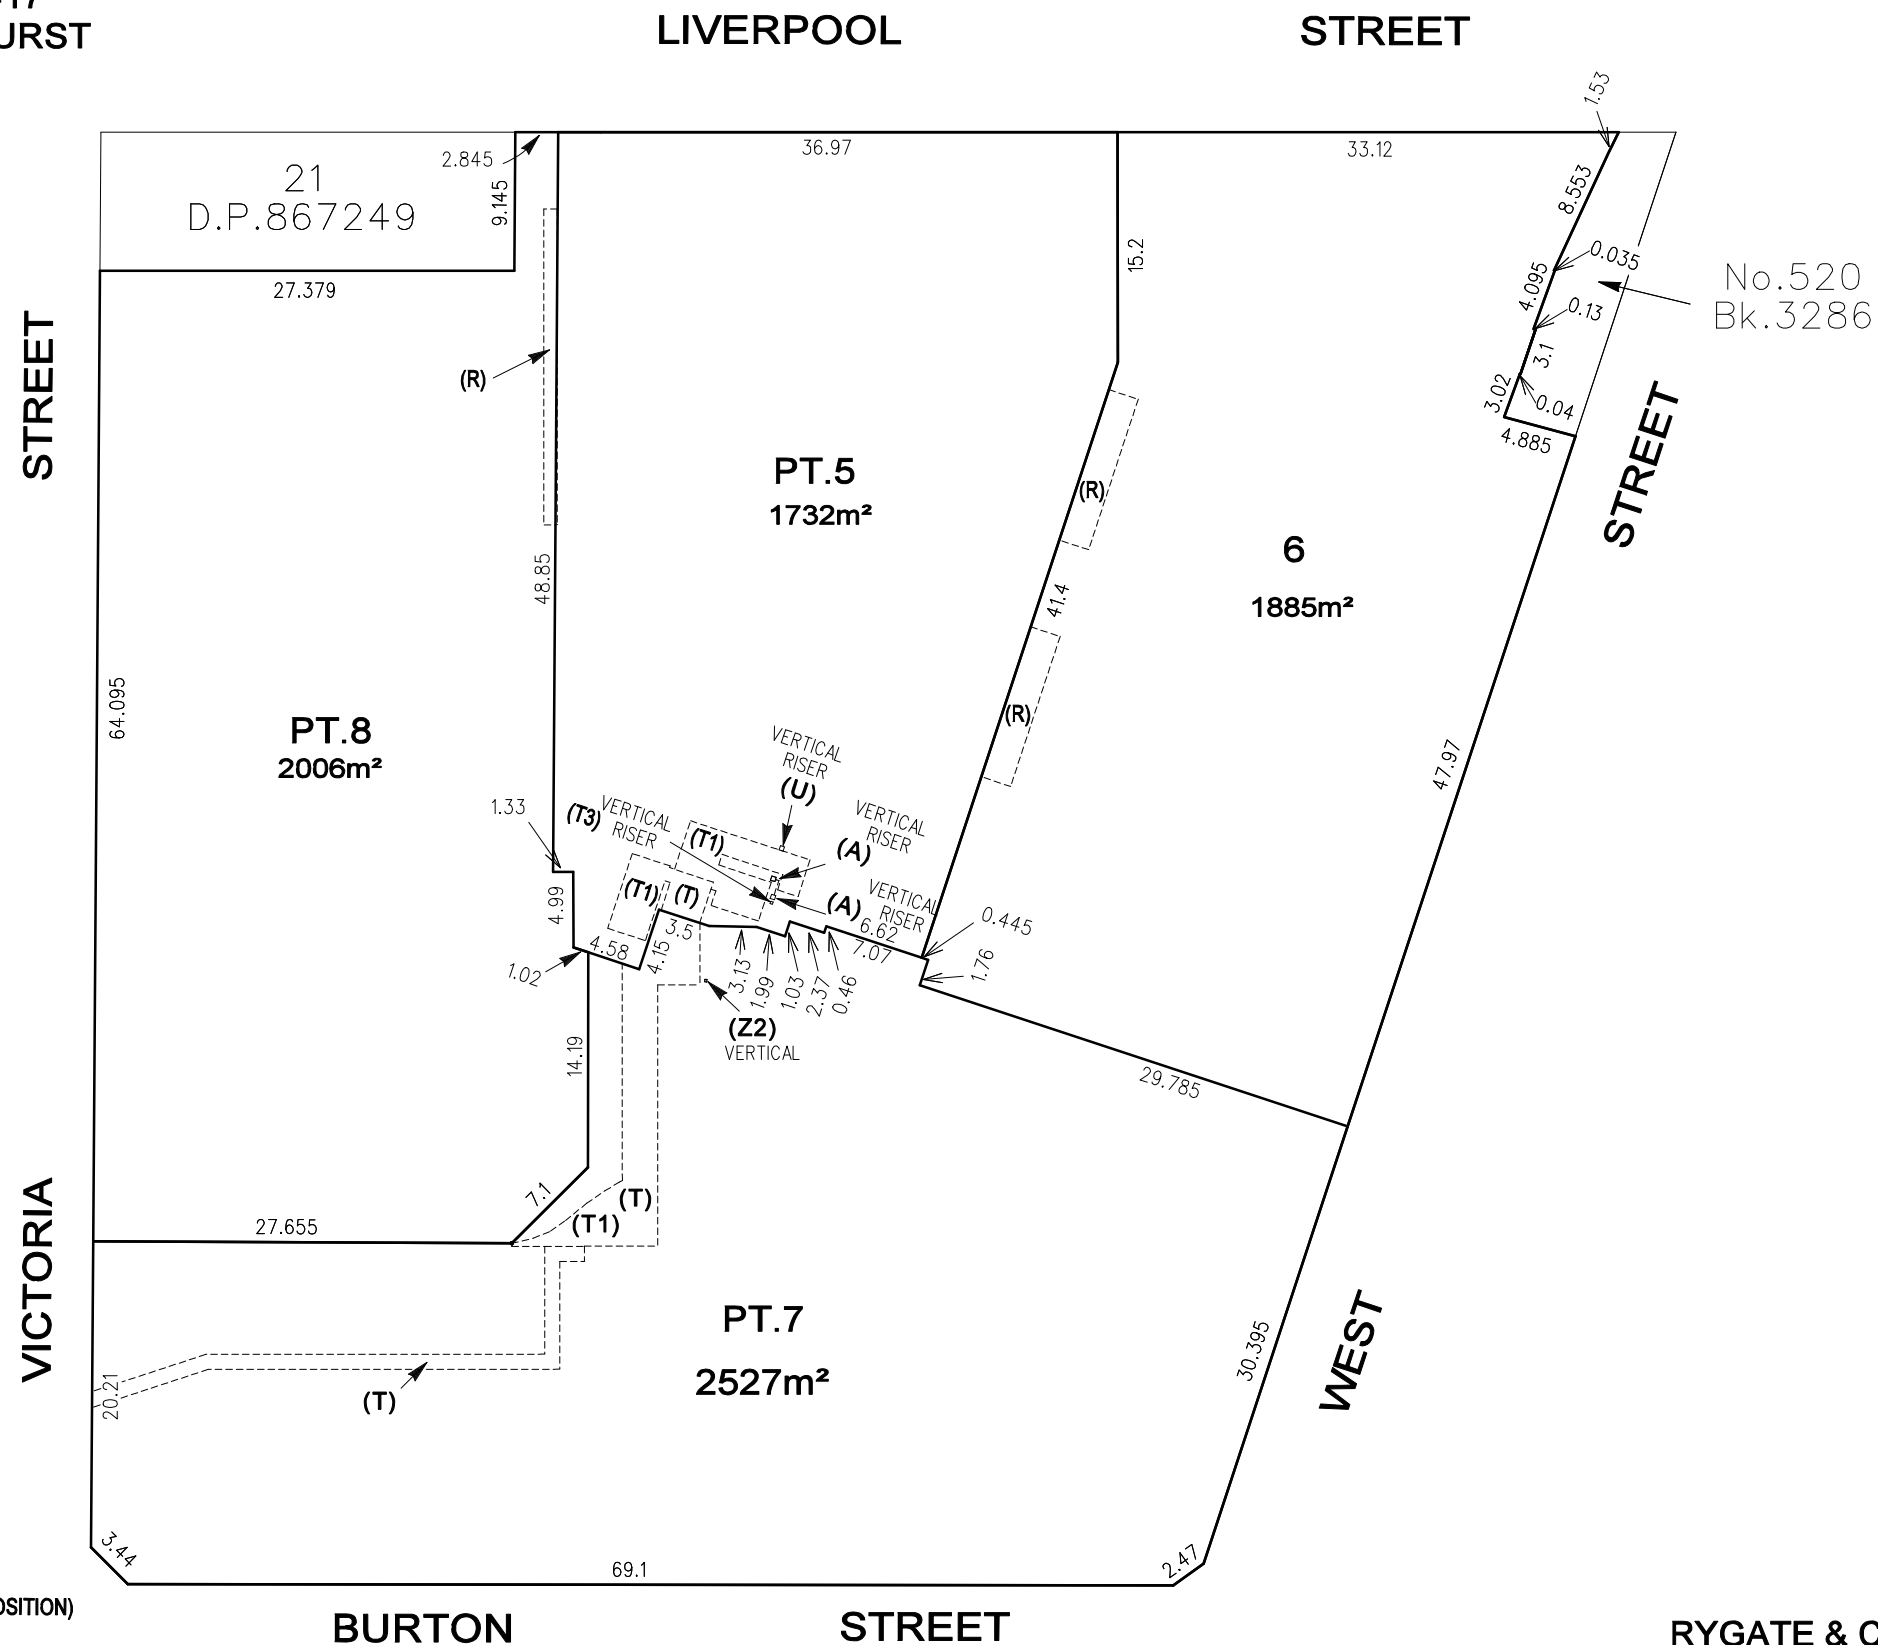 LIVERPOOL STREET
1.53
36.97
33.12
2.845
21
D.P.867249
9.145
8.553
15.2
0.035
No.520
Bk.3286
4.095
27.379
0.13
3.1
STREET
(R)
3.02
0.04
4.885
STREET
PT.5
1732m²
(R)
6
1885m²
48.85
41.4
64.095
PT.8
2006m²
(R)
47.97
VERTICAL
RISER
(U)
1.33
(T3)
VERTICAL
RISER
(T1)
VERTICAL
RISER
(A)
(T1)
(T)
(A)
VERTICAL
RISER
4.99
3.5
6.62
7.07
0.445
4.58
4.15
1.02
3.13
1.99
1.03
2.37
0.46
1.76
(Z2)
VERTICAL
14.19
29.785
7.1
(T)
(T1)
27.655
VICTORIA
PT.7
2527m²
WEST
30.395
20.21
(T)
3.44
69.1
2.47
BURTON STREET